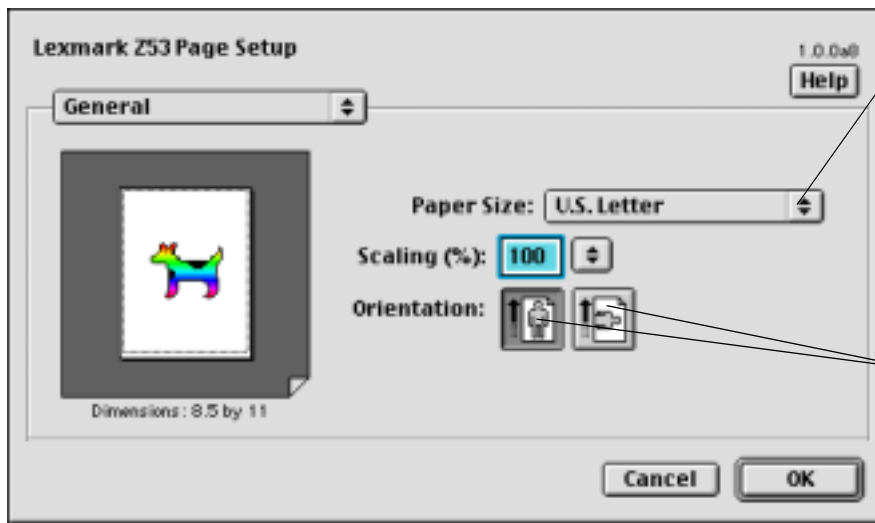 Lexmark Z53 Page Setup
1.0.0a8
Help
General
Paper Size: U.S. Letter
Scaling (%): 100
Orientation:
Dimensions: 8.5 by 11
Cancel OK